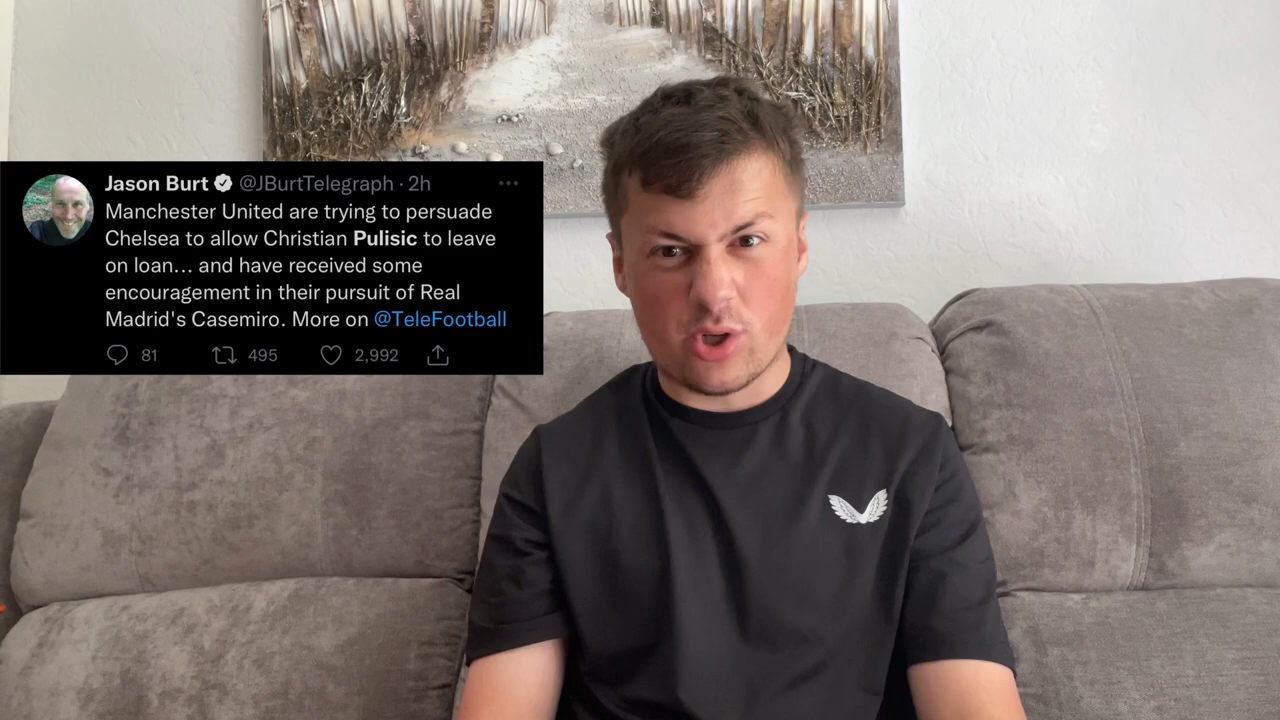 Jason Burt @JBurtTelegraph · 2h
Manchester United are trying to persuade
Chelsea to allow Christian Pulisic to leave
on loan... and have received some
encouragement in their pursuit of Real
Madrid's Casemiro. More on @TeleFootball
81 495 2,992